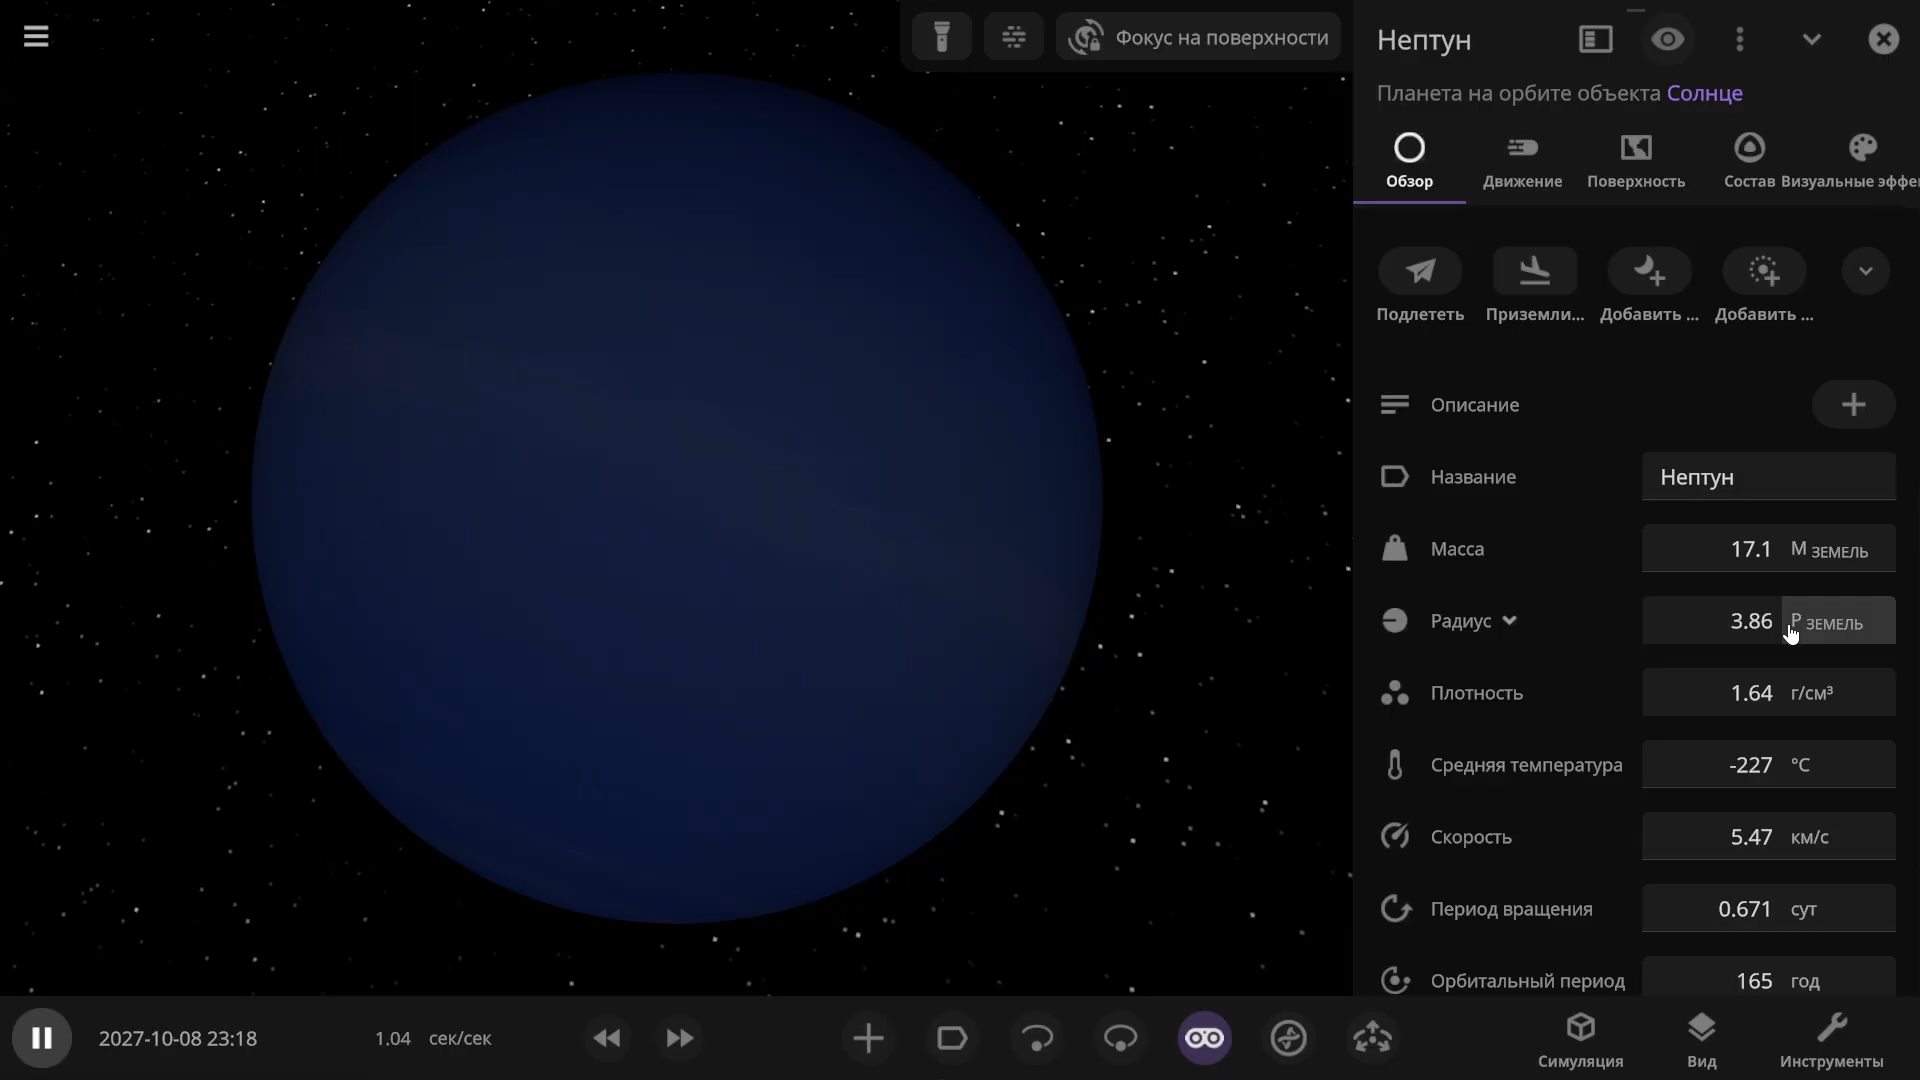 Фокус на поверхности
Нептун
Планета на орбите объекта Солнце
Обзор
Движение
Поверхность
Состав
Визуальные эффе
Подлететь
Приземли...
Добавить ...
Добавить ...
Описание
Название
Нептун
Масса
17.1 М ЗЕМЕЛЬ
Радиус
3.86 Р ЗЕМЕЛЬ
Плотность
1.64 г/см³
Средняя температура
-227 °C
Скорость
5.47 км/с
Период вращения
0.671 сут
Орбитальный период
165 год
2027-10-08 23:18
1.04 сек/сек
Симуляция
Вид
Инструменты